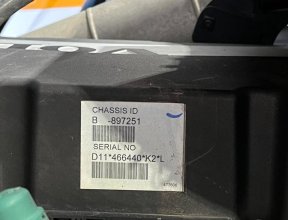 CHASSIS ID
B -897251
SERIAL NO
D11*466440*K2*L